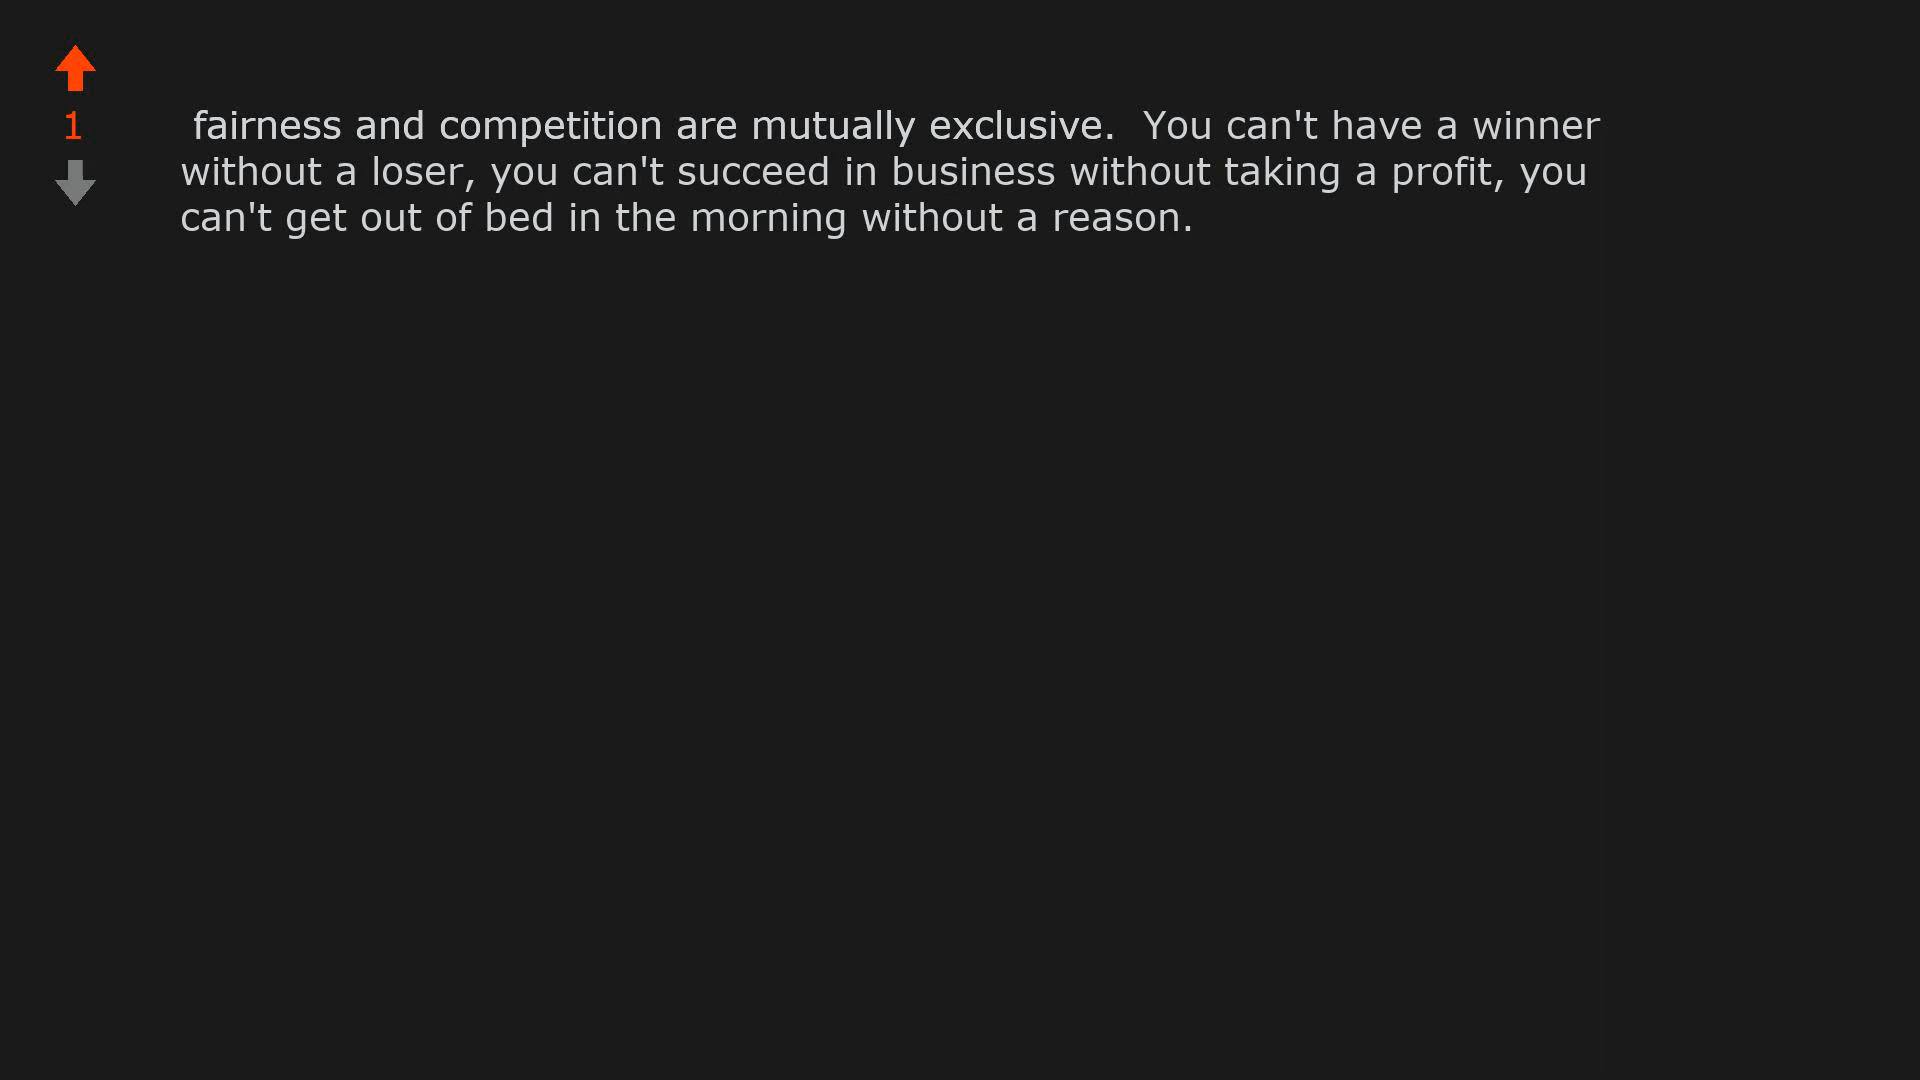 1
fairness and competition are mutually exclusive.  You can't have a winner
without a loser, you can't succeed in business without taking a profit, you
can't get out of bed in the morning without a reason.